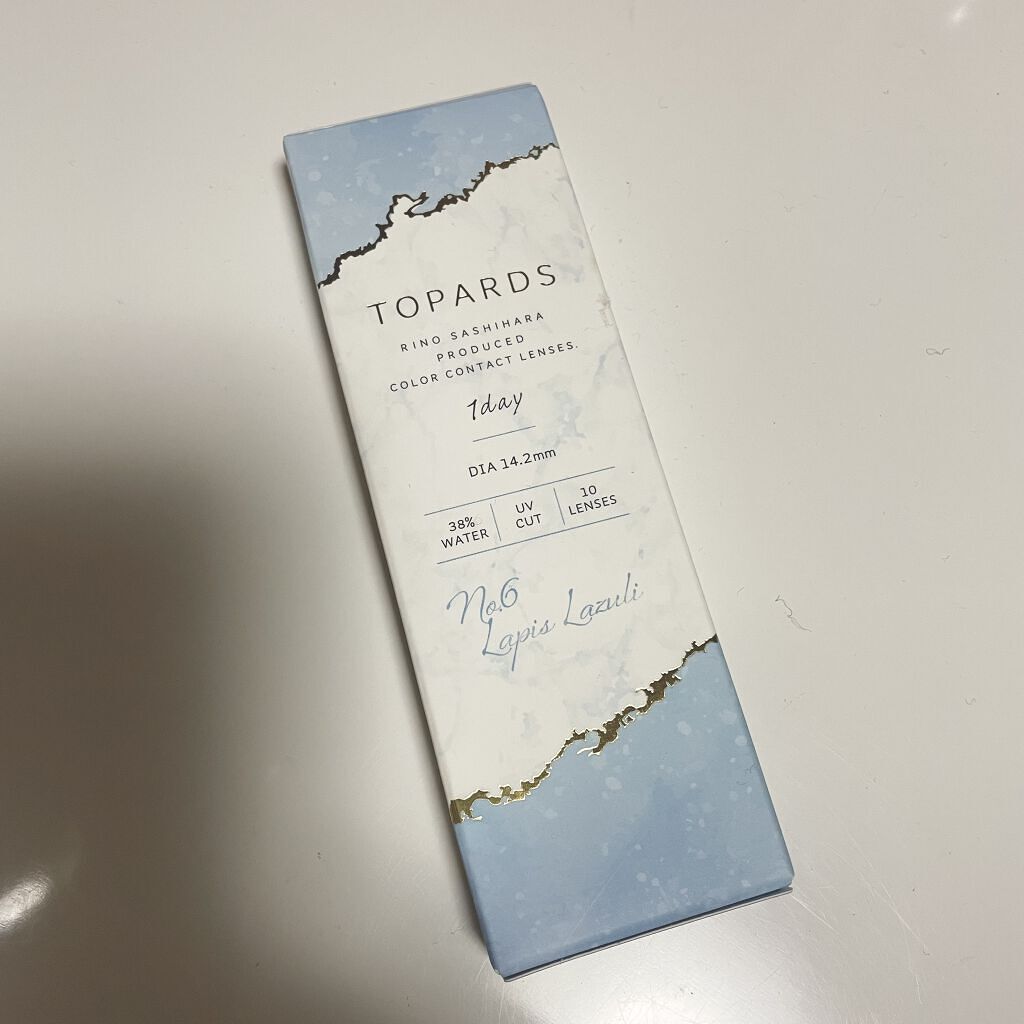 TOPARDS
RINO SASHIHARA
PRODUCED
COLOR CONTACT LENSES.
1day
DIA 14.2mm
38%
WATER
UV
CUT
10
LENSES
No.6
Lapis Lazuli